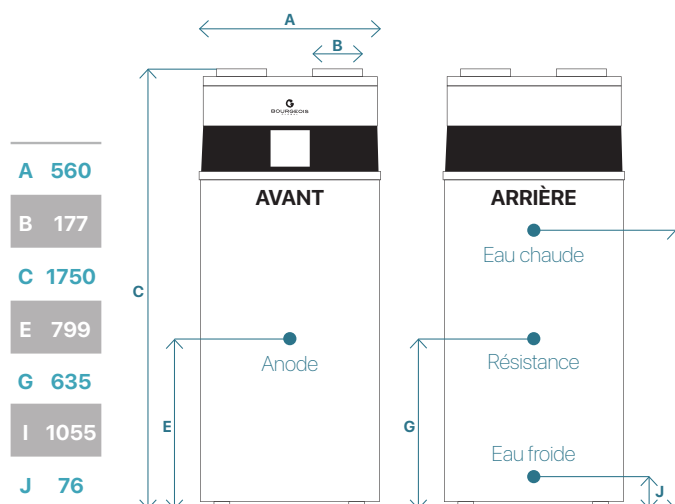 A
B
G
BOURGEOIS
A 560
B 177
C 1750
E 799
G 635
I 1055
J 76
C
AVANT
Anode
E
ARRIÈRE
Eau chaude
Résistance
G
Eau froide
J